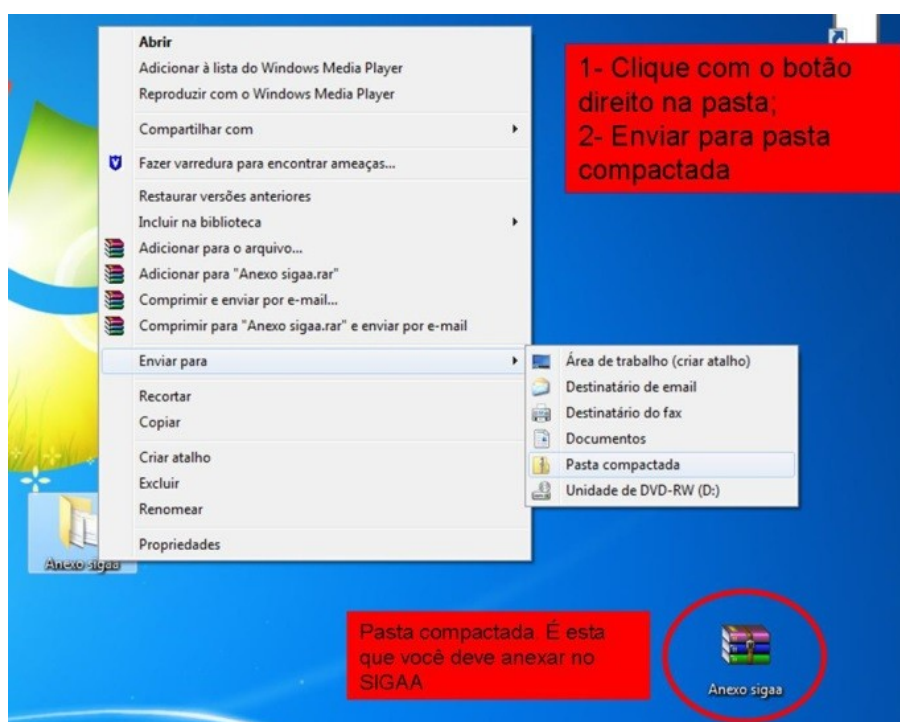 Abrir
Adicionar à lista do Windows Media Player
Reproduzir com o Windows Media Player
Compartilhar com
Fazer varredura para encontrar ameaças...
Restaurar versões anteriores
Incluir na biblioteca
Adicionar para o arquivo...
Adicionar para "Anexo sigaa.rar"
Comprimir e enviar por e-mail...
Comprimir para "Anexo sigaa.rar" e enviar por e-mail
Enviar para
Recortar
Copiar
Criar atalho
Excluir
Renomear
Propriedades
1- Clique com o botão
direito na pasta;
2- Enviar para pasta
compactada
Área de trabalho (criar atalho)
Destinatário de email
Destinatário do fax
Documentos
Pasta compactada
Unidade de DVD-RW (D:)
Anexo sigaa
Pasta compactada. É esta
que você deve anexar no
SIGAA
Anexo sigaa